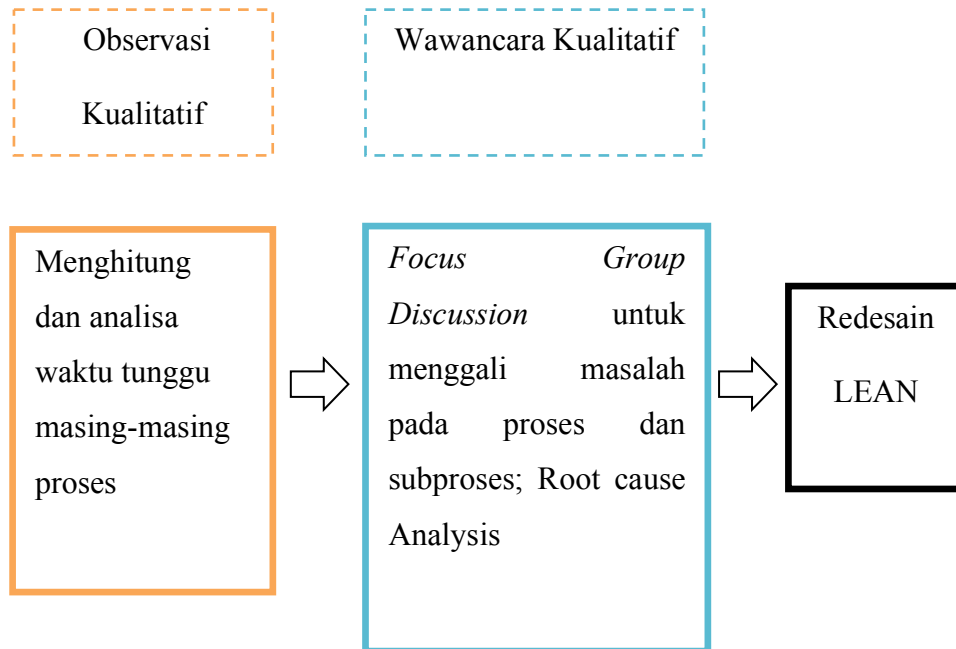 Observasi
Kualitatif
Wawancara Kualitatif
Menghitung
dan analisa
waktu tunggu
masing-masing
proses
Focus Group
Discussion untuk
menggali masalah
pada proses dan
subproses; Root cause
Analysis
Redesain
LEAN